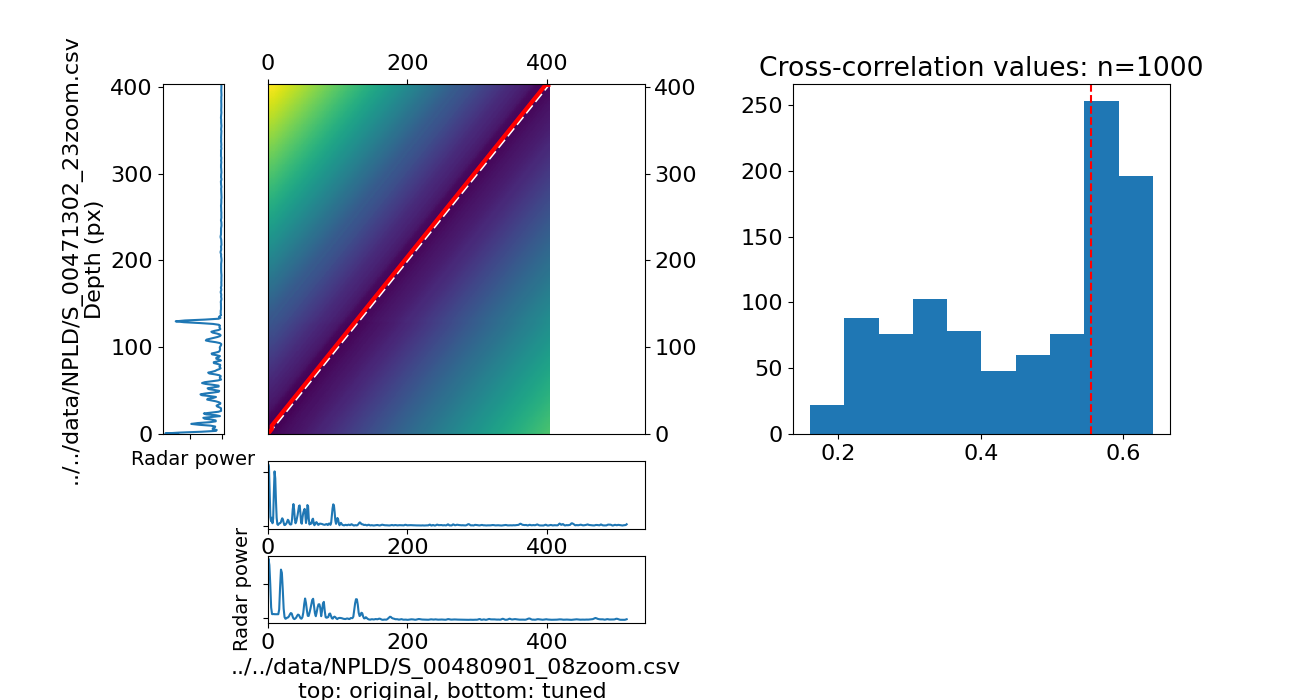 Cross-correlation values: n=1000
0 200 400
../../data/NPLD/S_00471302_23zoom.csv
Depth (px)
400
300
200
100
0
Radar power
400
300
200
100
0
250
200
150
100
50
0
0.2 0.4 0.6
0 200 400
Radar power
0 200 400
../../data/NPLD/S_00480901_08zoom.csv
top: original, bottom: tuned